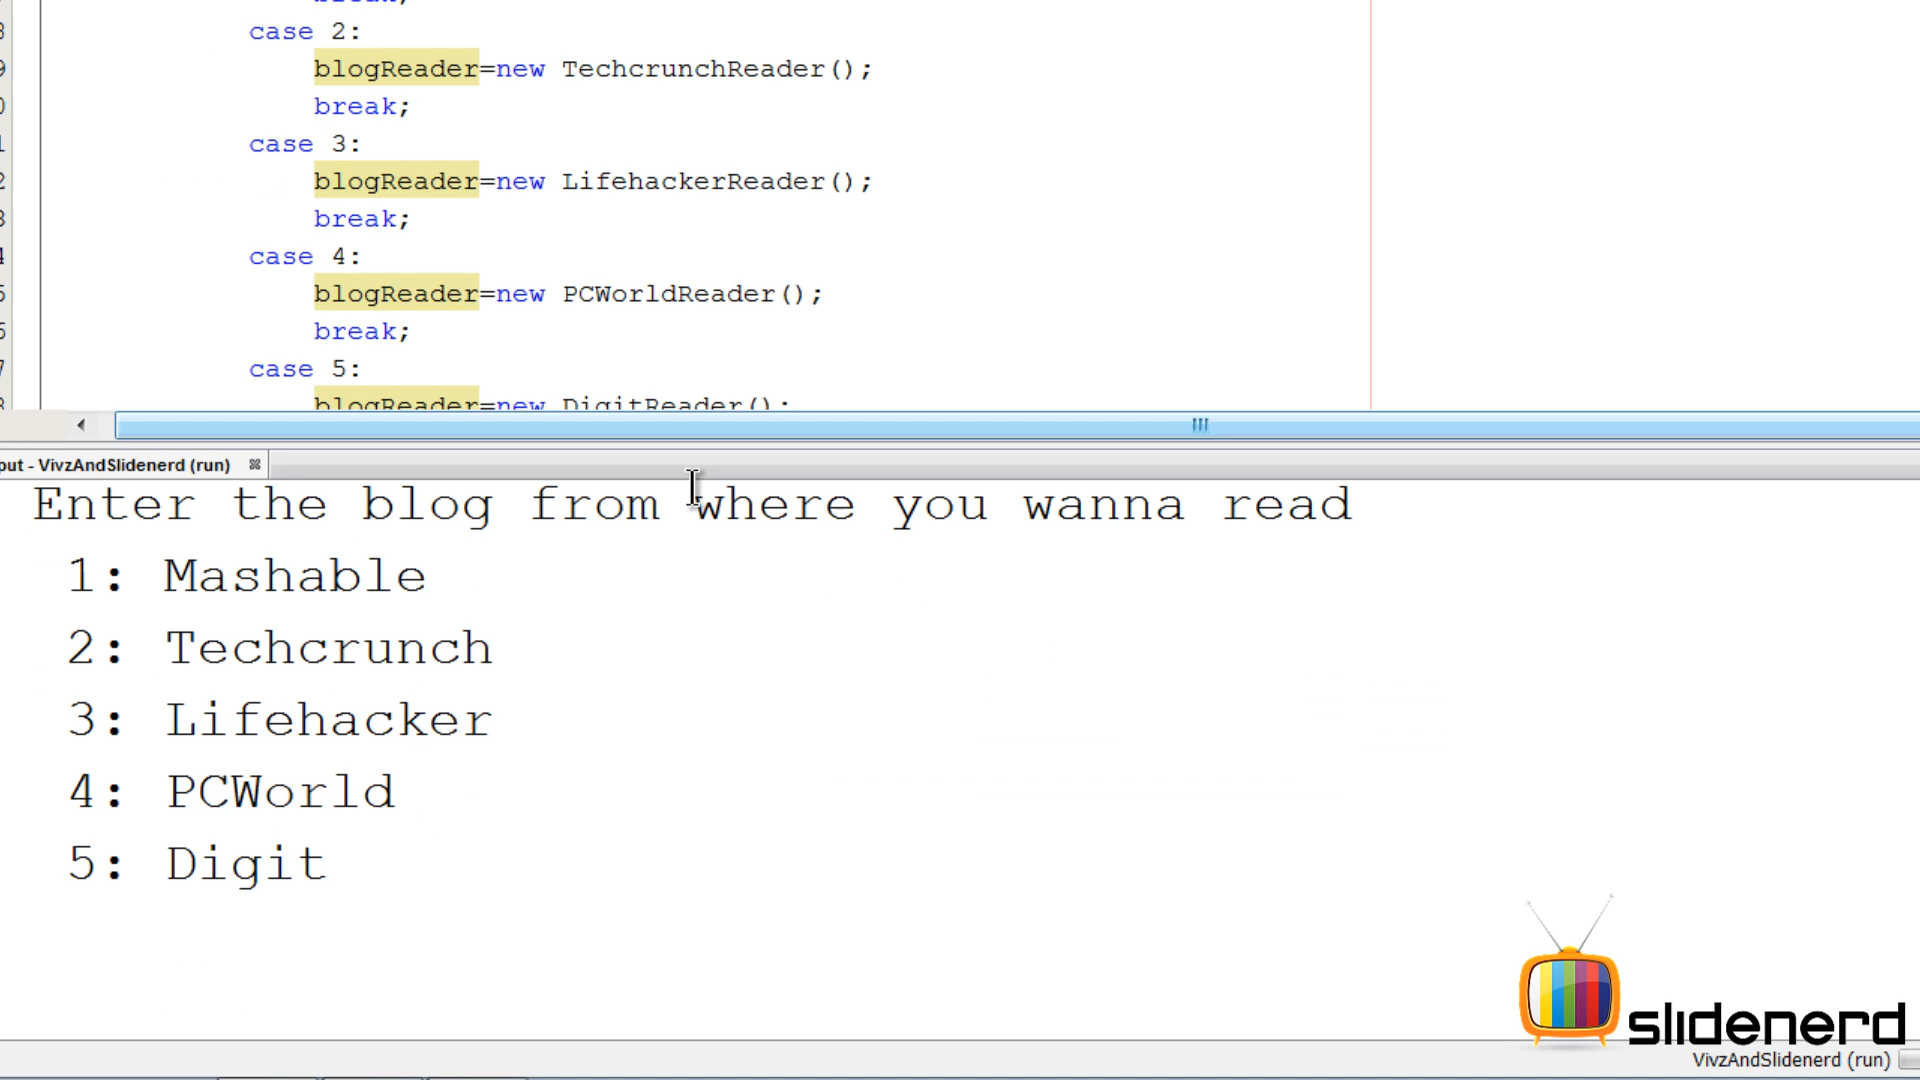 break;
case 2:
blogReader=new TechcrunchReader();
break;
case 3:
blogReader=new LifehackerReader();
break;
case 4:
blogReader=new PCWorldReader();
break;
case 5:
blogReader=new DigitReader();
put - VivzAndSlidenerd (run)
Enter the blog from where you wanna read
1: Mashable
2: Techcrunch
3: Lifehacker
4: PCWorld
5: Digit
slidenerd
VivzAndSlidenerd (run)